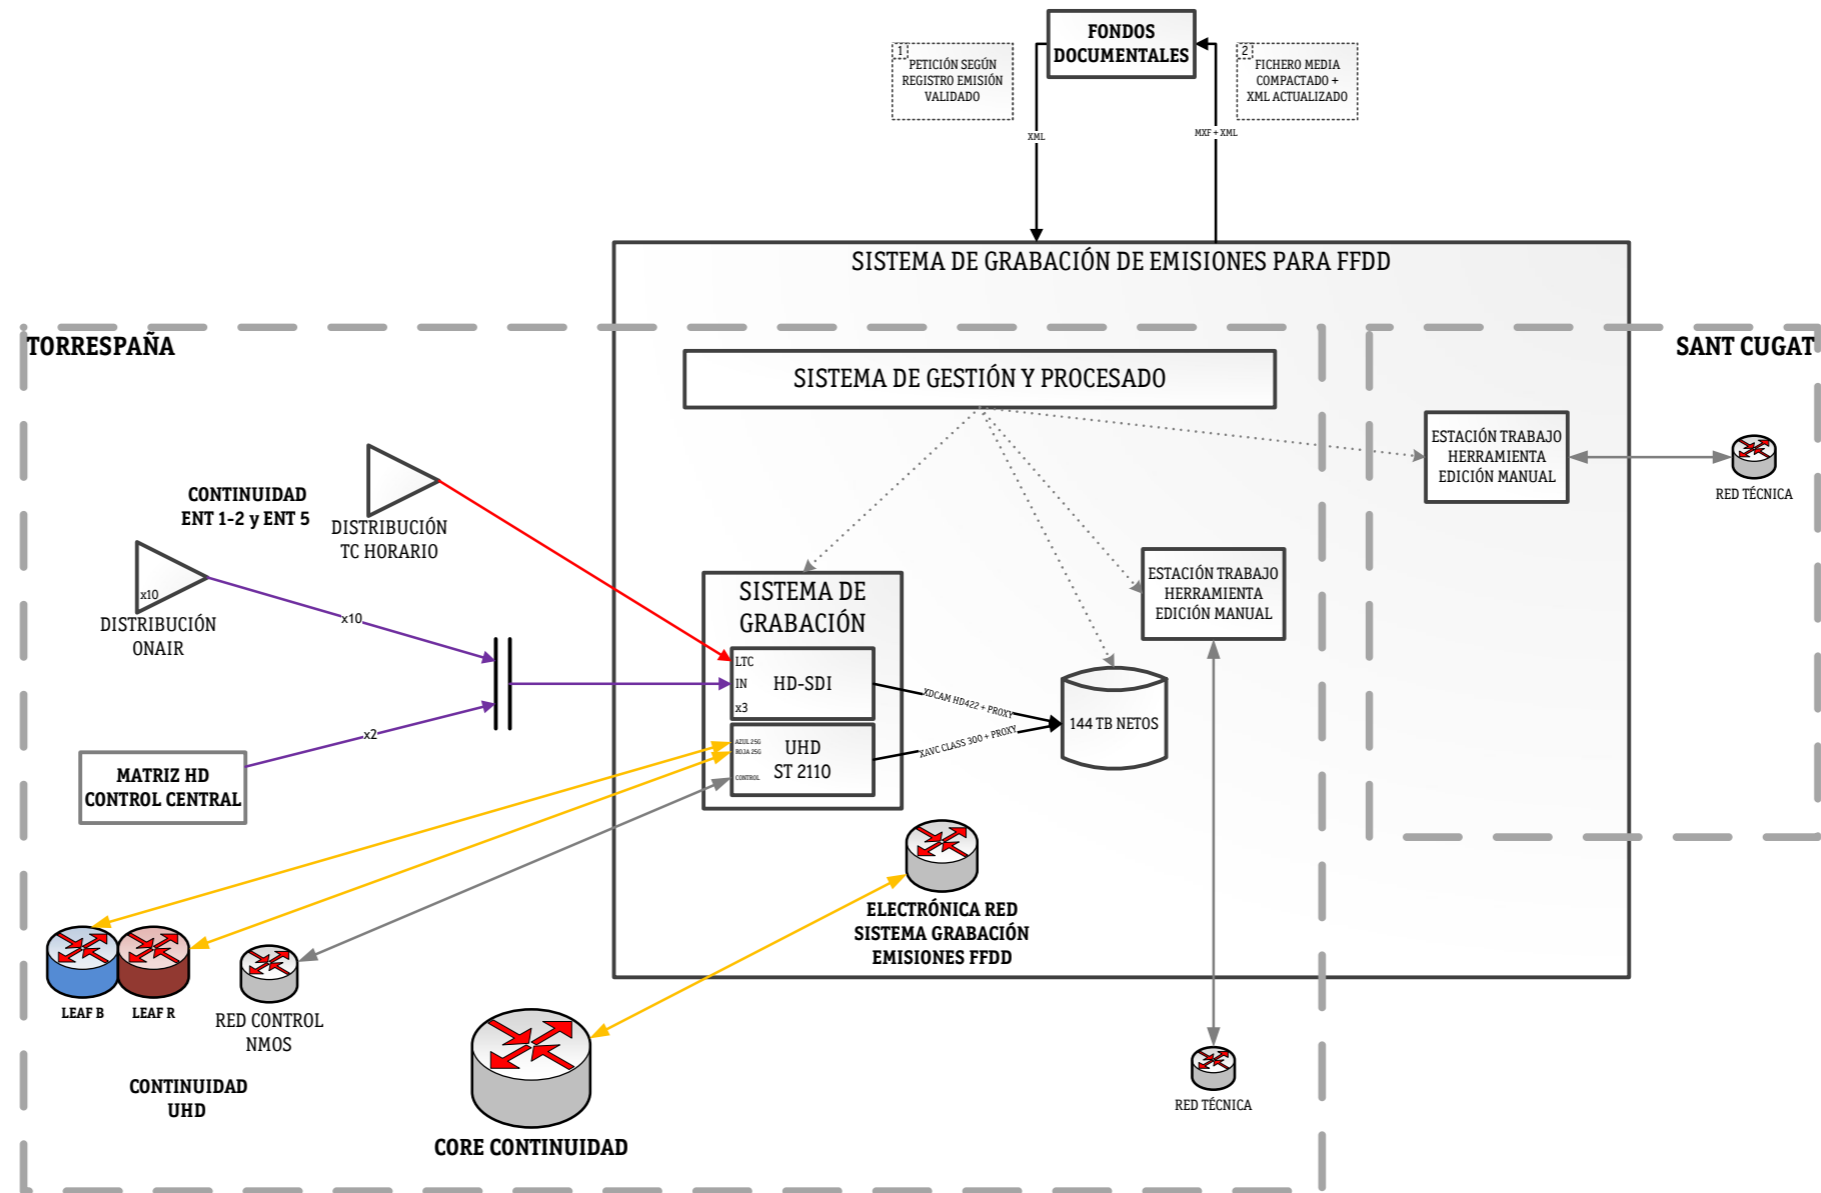 FONDOS
DOCUMENTALES
1
PETICIÓN SEGÚN
REGISTRO EMISIÓN
VALIDADO
2
FICHERO MEDIA
COMPACTADO +
XML ACTUALIZADO
XML
MXF + XML
SISTEMA DE GRABACIÓN DE EMISIONES PARA FFDD
TORRESPAÑA
SANT CUGAT
SISTEMA DE GESTIÓN Y PROCESADO
ESTACIÓN TRABAJO
HERRAMIENTA
EDICIÓN MANUAL
RED TÉCNICA
CONTINUIDAD
ENT 1-2 y ENT 5
DISTRIBUCIÓN
TC HORARIO
x10
DISTRIBUCIÓN
ONAIR
x10
x2
MATRIZ HD
CONTROL CENTRAL
SISTEMA DE
GRABACIÓN
LTC
IN
x3
HD-SDI
AZUL 25G
ROJA 25G
CONTROL
UHD
ST 2110
XDCAM HD422 + PROXY
XAVC CLASS 300 + PROXY
144 TB NETOS
ESTACIÓN TRABAJO
HERRAMIENTA
EDICIÓN MANUAL
ELECTRÓNICA RED
SISTEMA GRABACIÓN
EMISIONES FFDD
LEAF B
LEAF R
RED CONTROL
NMOS
CONTINUIDAD
UHD
CORE CONTINUIDAD
RED TÉCNICA